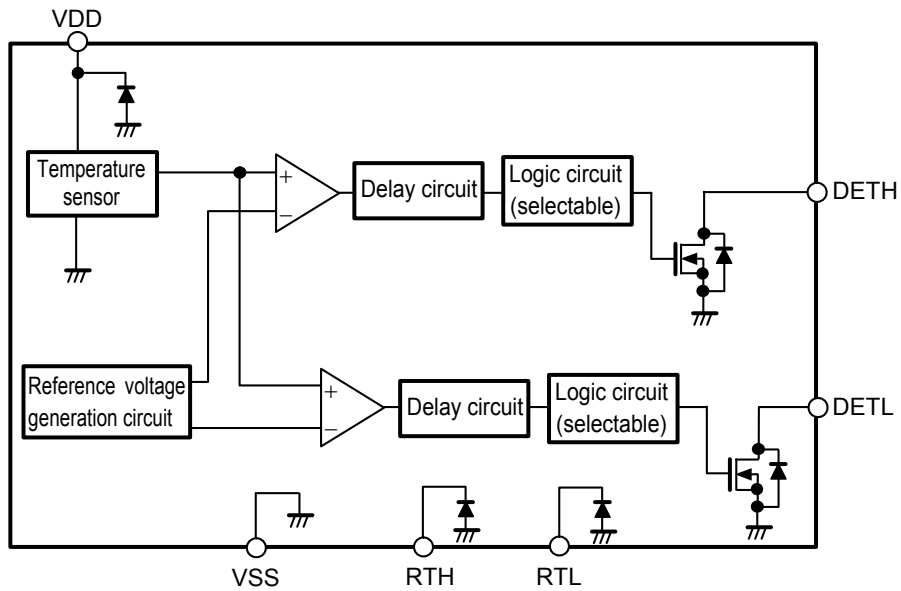 VDD
Temperature
sensor
+
−
Delay circuit
Logic circuit
(selectable)
DETH
Reference voltage
generation circuit
+
−
Delay circuit
Logic circuit
(selectable)
DETL
VSS
RTH
RTL